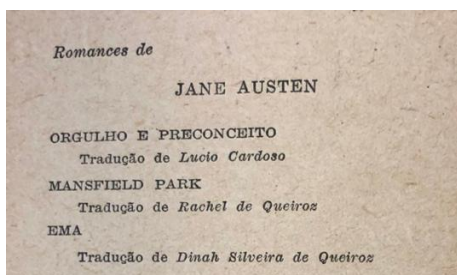 Romances de
JANE AUSTEN
ORGULHO E PRECONCEITO
Tradução de Lucio Cardoso
MANSFIELD PARK
Tradução de Rachel de Queiroz
EMA
Tradução de Dinah Silveira de Queiroz